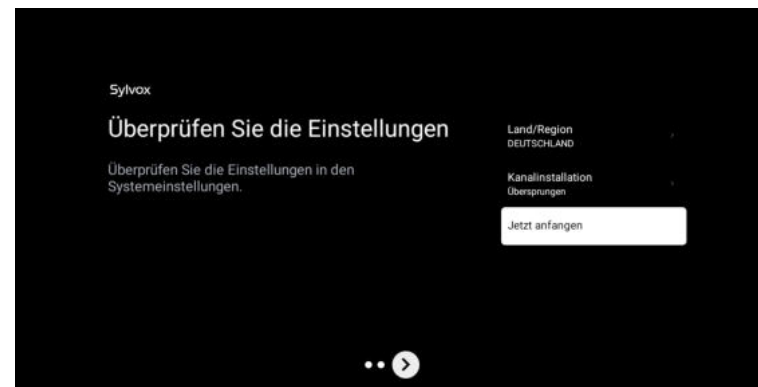 Sylvox
Überprüfen Sie die Einstellungen
Überprüfen Sie die Einstellungen in den
Systemeinstellungen.
Land/Region
DEUTSCHLAND
Kanalinstallation
Übersprungen
Jetzt anfangen